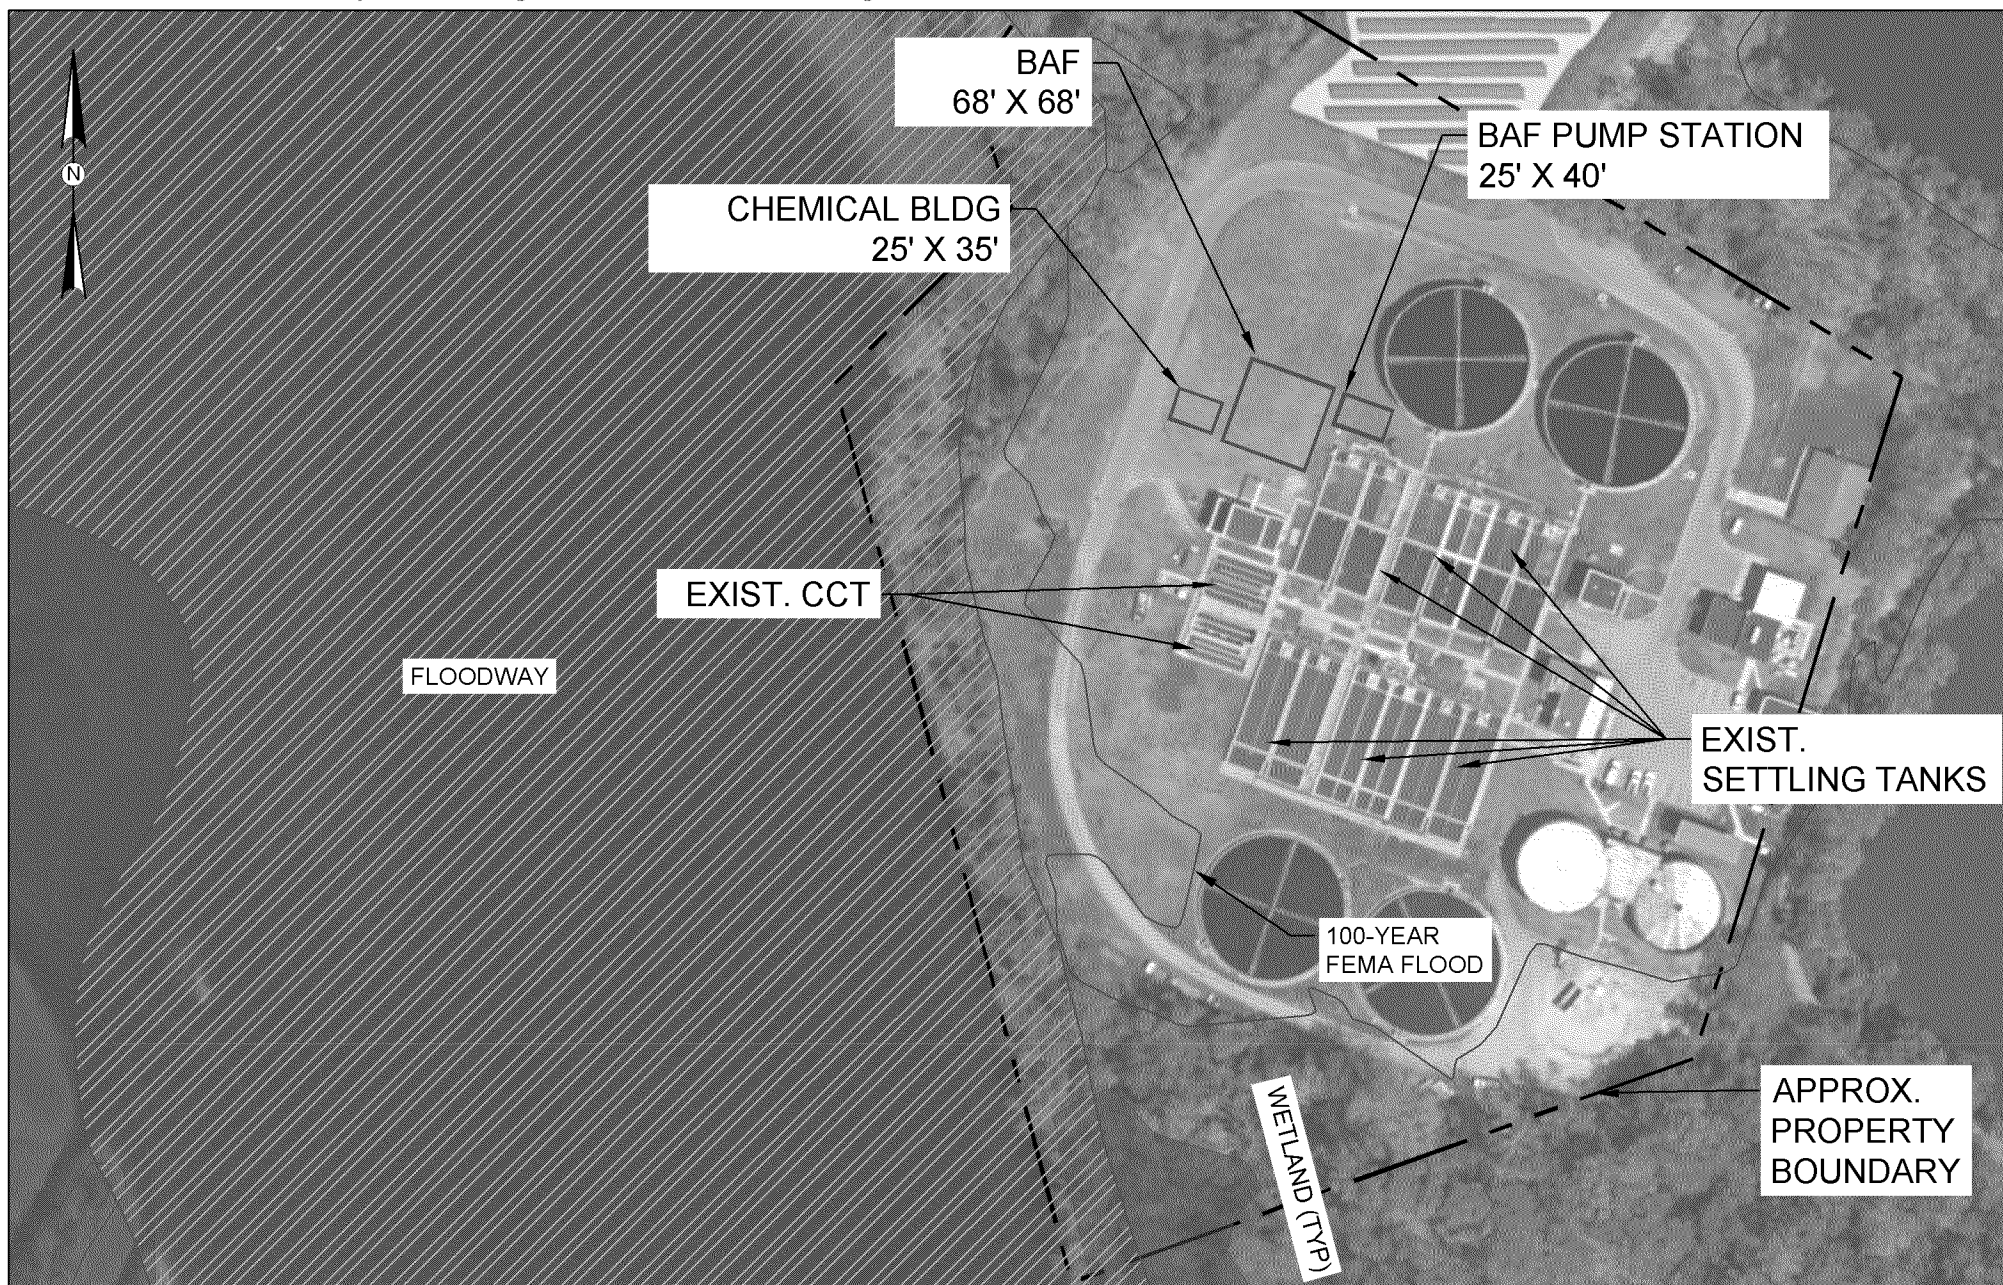 BAF
68' X 68'
BAF PUMP STATION
25' X 40'
N
CHEMICAL BLDG
25' X 35'
EXIST. CCT
FLOODWAY
EXIST.
SETTLING TANKS
100-YEAR
FEMA FLOOD
WETLAND (TYP)
APPROX.
PROPERTY
BOUNDARY